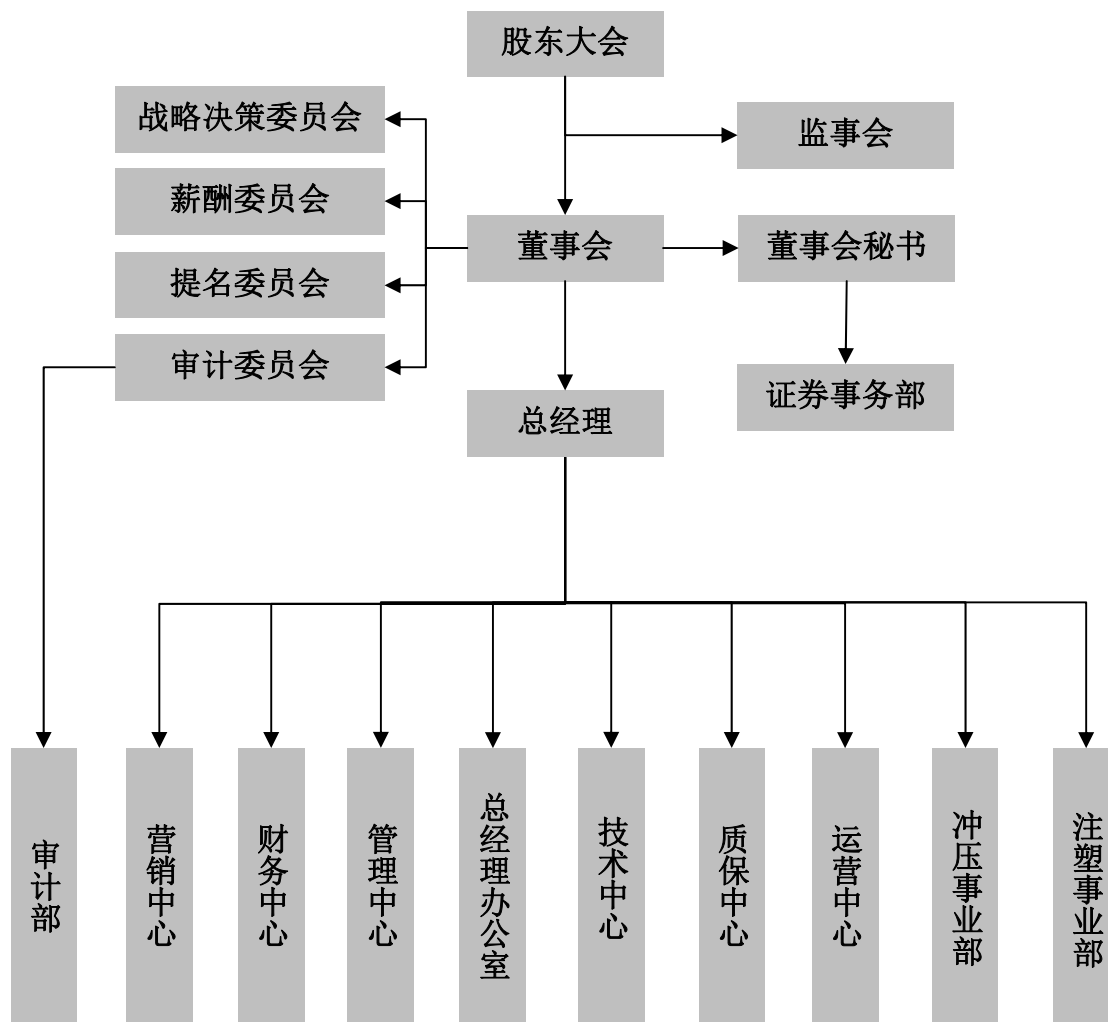 股东大会
战略决策委员会
监事会
薪酬委员会
董事会
董事会秘书
提名委员会
审计委员会
证券事务部
总经理
审计部
营销中心
财务中心
管理中心
总经理办公室
技术中心
质保中心
运营中心
冲压事业部
注塑事业部